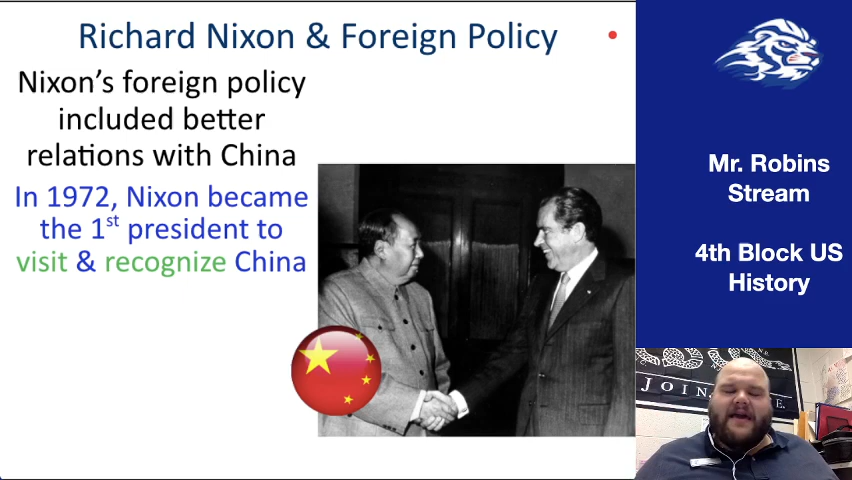 Richard Nixon & Foreign Policy
Nixon’s foreign policy
included better
relations with China
In 1972, Nixon became
the 1st president to
visit & recognize China
Mr. Robins
Stream
4th Block US
History
JOIN,